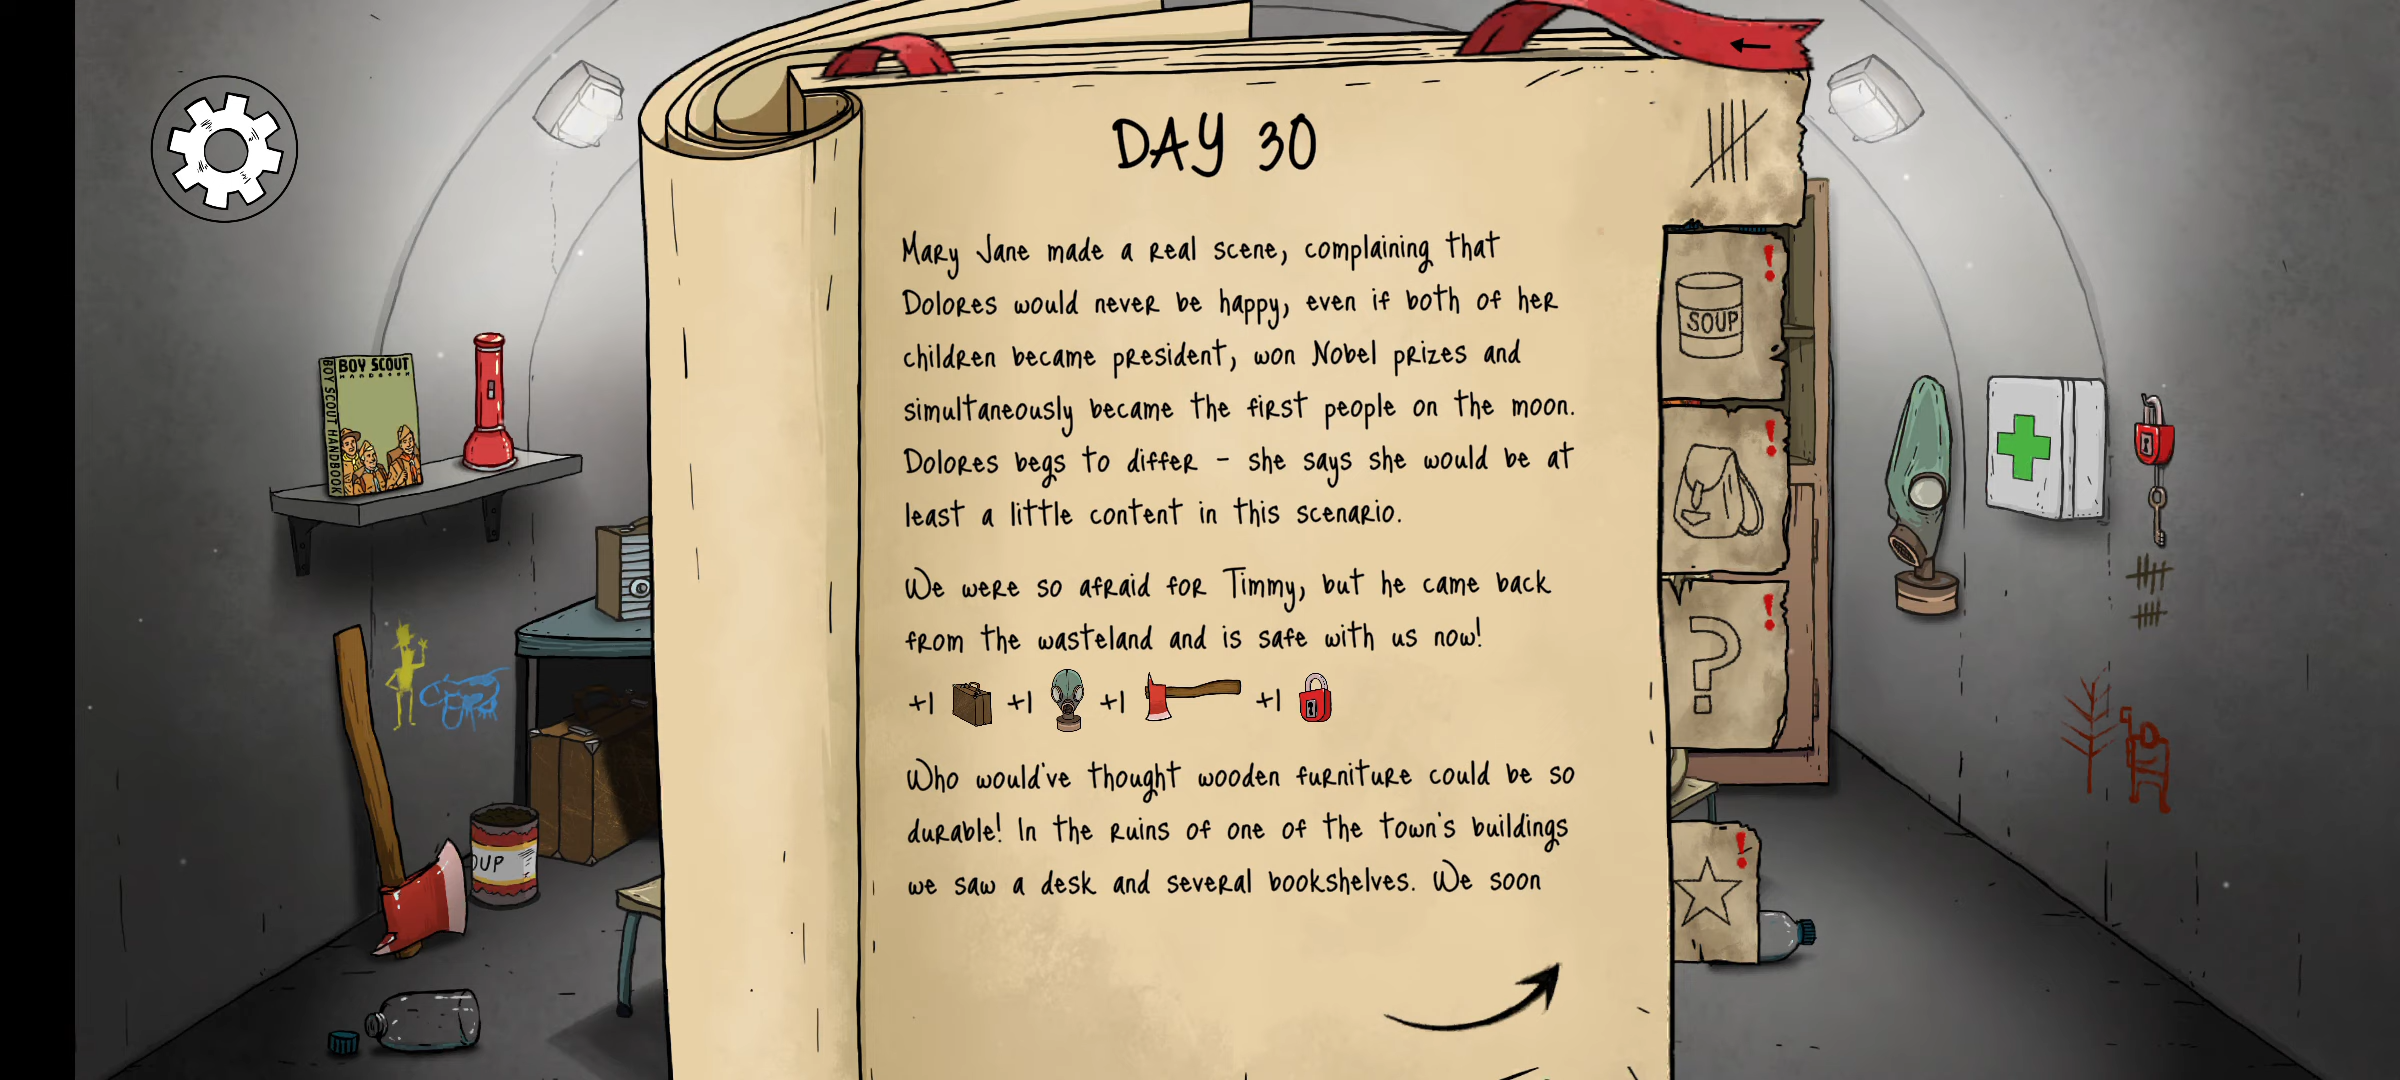 DAY 30
Mary Jane made a real scene, complaining that
Dolores would never be happy, even if both of her
children became president, won Nobel prizes and
simultaneously became the first people on the moon.
Dolores begs to differ - she says she would be at
least a little content in this scenario.
We were so afraid for Timmy, but he came back
from the wasteland and is safe with us now!
+1 +1 +1 +1
Who would've thought wooden furniture could be so
durable! In the ruins of one of the town's buildings
we saw a desk and several bookshelves. We soon
SOUP
!
!
!
?
!
BOY SCOUT
HANDBOOK
BOY SCOUT HANDBOOK
OUP